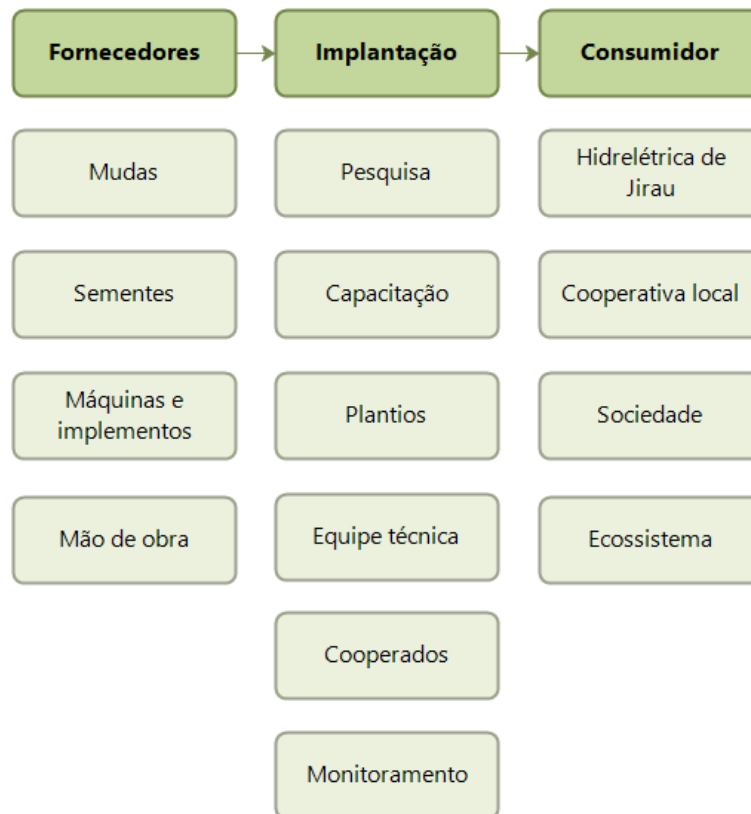 Fornecedores
Implantação
Consumidor
Mudas
Pesquisa
Hidrelétrica de
Jirau
Sementes
Capacitação
Cooperativa local
Máquinas e
implementos
Plantios
Sociedade
Mão de obra
Equipe técnica
Ecossistema
Cooperados
Monitoramento